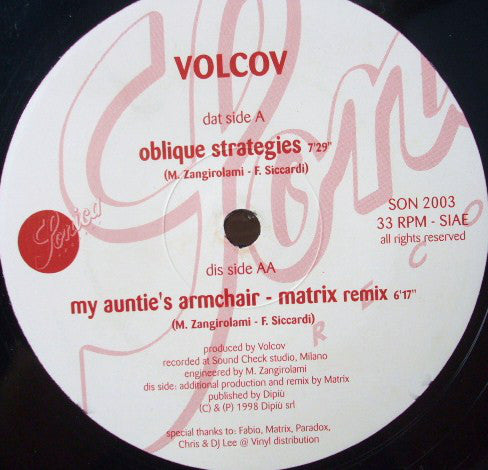 VOLCOV
dat side A
oblique strategies 7'29"
(M. Zangirolami - F. Siccardi)
SON 2003
33 RPM - SIAE
all rights reserved
Sonica
dis side AA
my auntie's armchair - matrix remix 6'17"
(M. Zangirolami - F. Siccardi)
produced by Volcov
recorded at Sound Check studio, Milano
engineered by M. Zangirolami
dis side: additional production and remix by Matrix
published by Dipiù
(C) & (P) 1998 Dipiù srl
special thanks to: Fabio, Matrix, Paradox,
Chris & DJ Lee @ Vinyl distribution